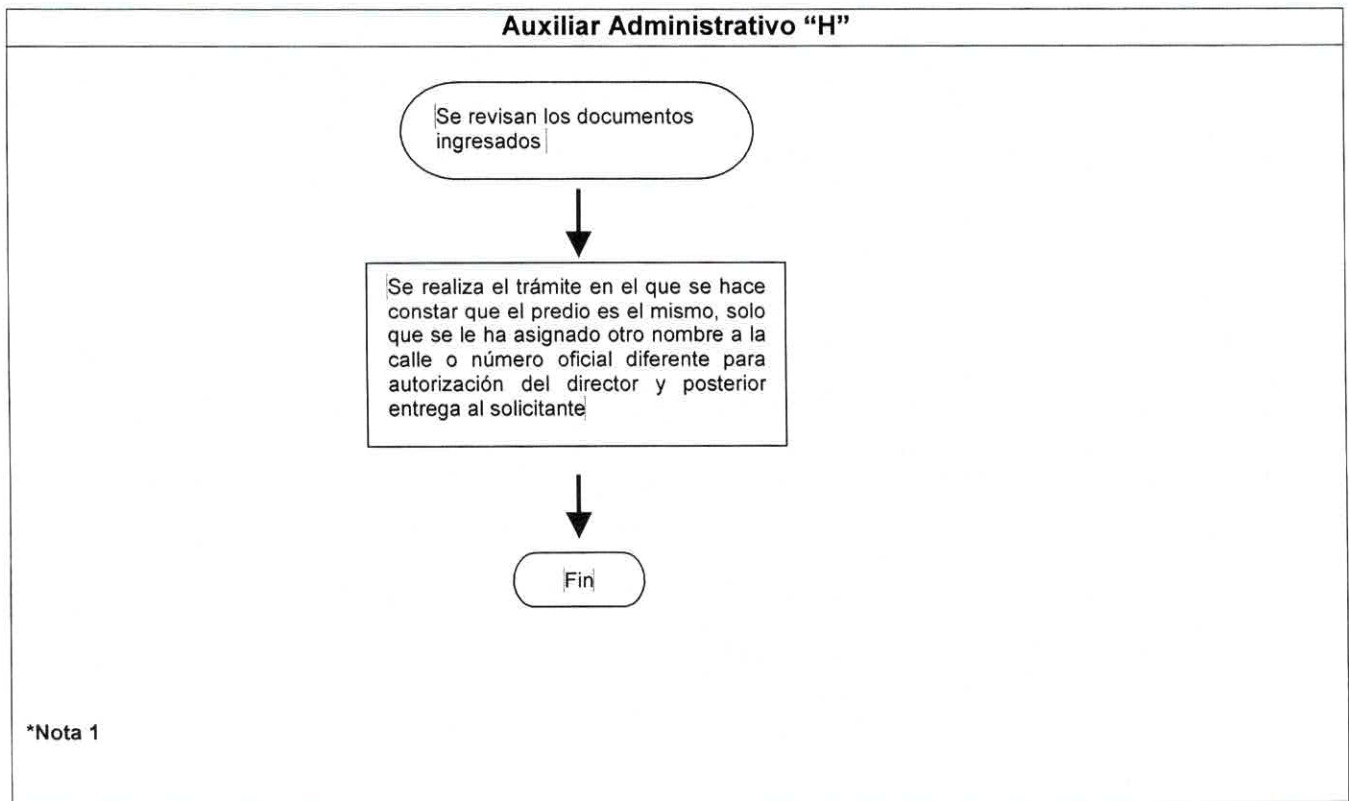 Auxiliar Administrativo “H”
Se revisan los documentos
ingresados
Se realiza el trámite en el que se hace
constar que el predio es el mismo, solo
que se le ha asignado otro nombre a la
calle o número oficial diferente para
autorización del director y posterior
entrega al solicitante
Fin
*Nota 1